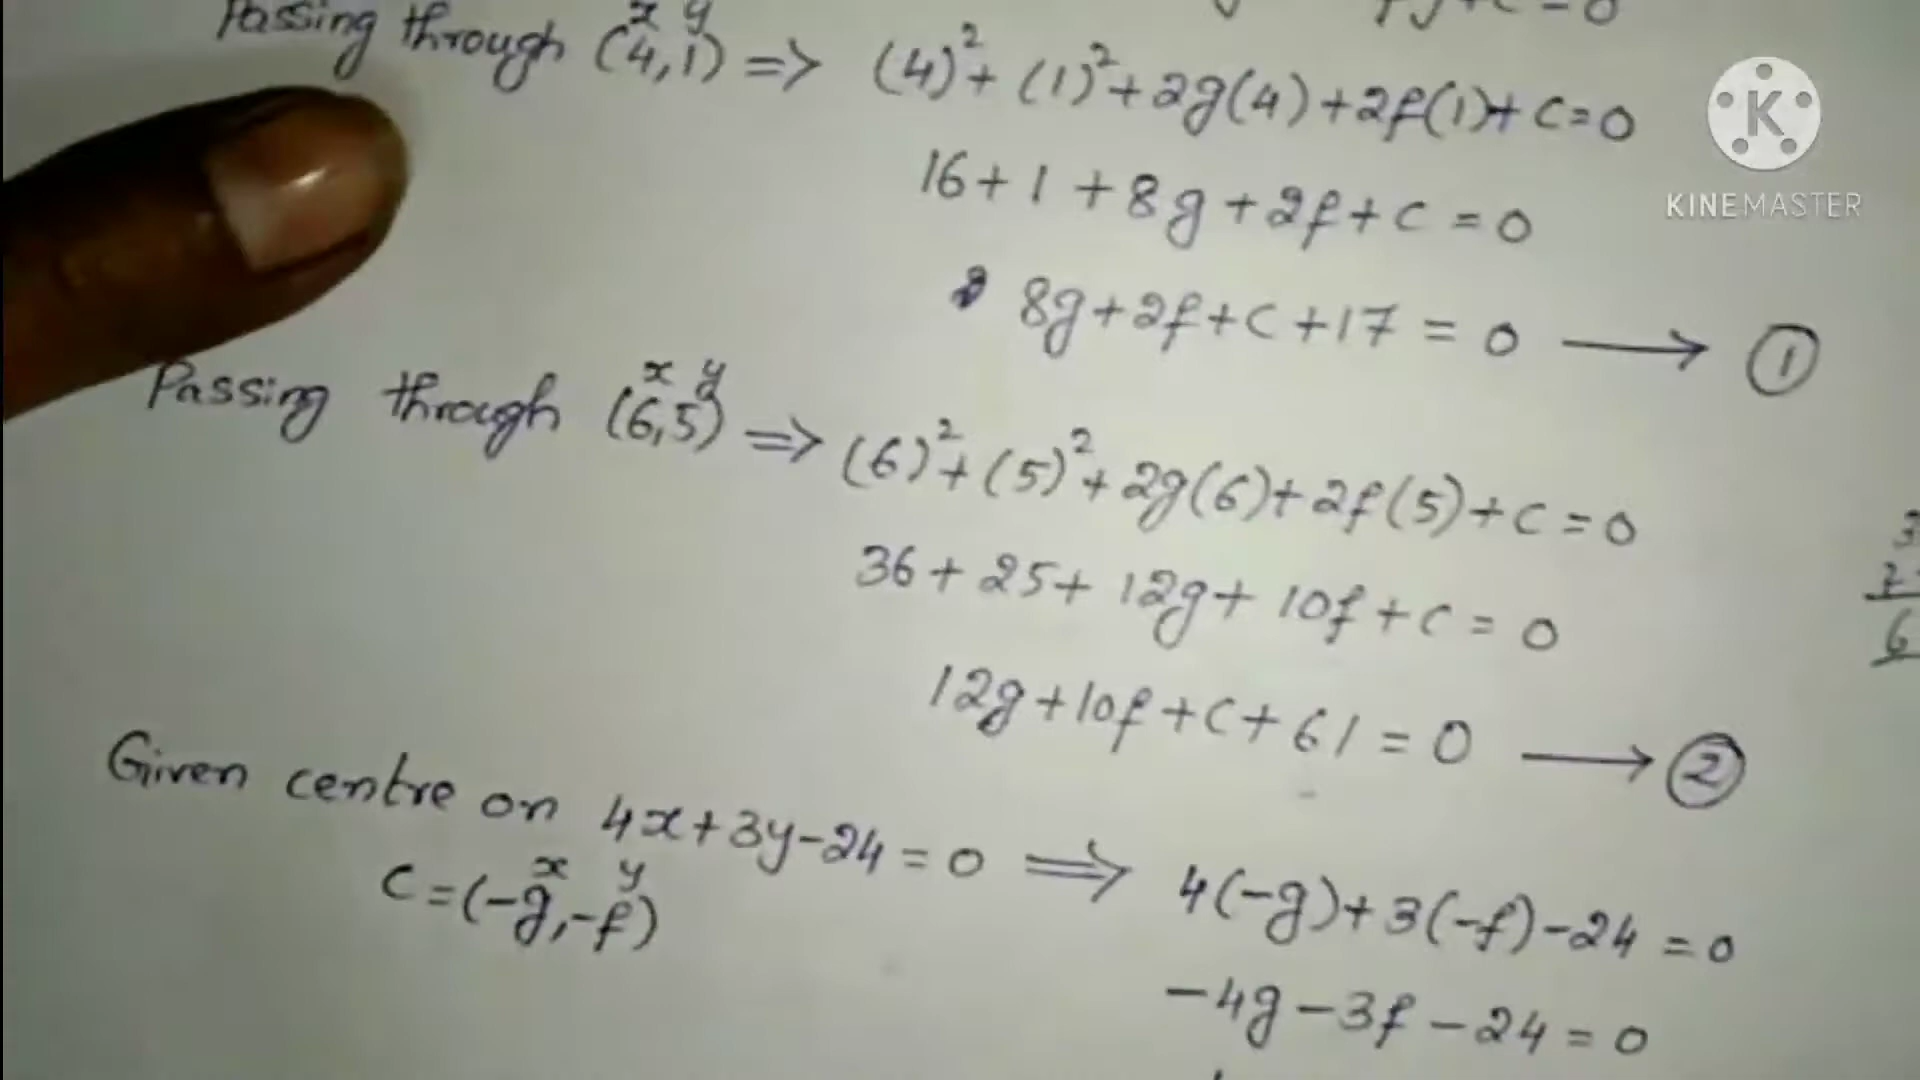 Passing through (4,1) => (4)² + (1)² + 2g(4) + 2f(1) + c = 0
x y
16 + 1 + 8g + 2f + c = 0
8g + 2f + c + 17 = 0 → ①
x y
Passing through (6,5) => (6)² + (5)² + 2g(6) + 2f(5) + c = 0
36 + 25 + 12g + 10f + c = 0
12g + 10f + c + 61 = 0 → ②
Given centre on 4x + 3y - 24 = 0 => 4(-g) + 3(-f) - 24 = 0
x y
C = (-g, -f)
-4g - 3f - 24 = 0
K
KINEMASTER